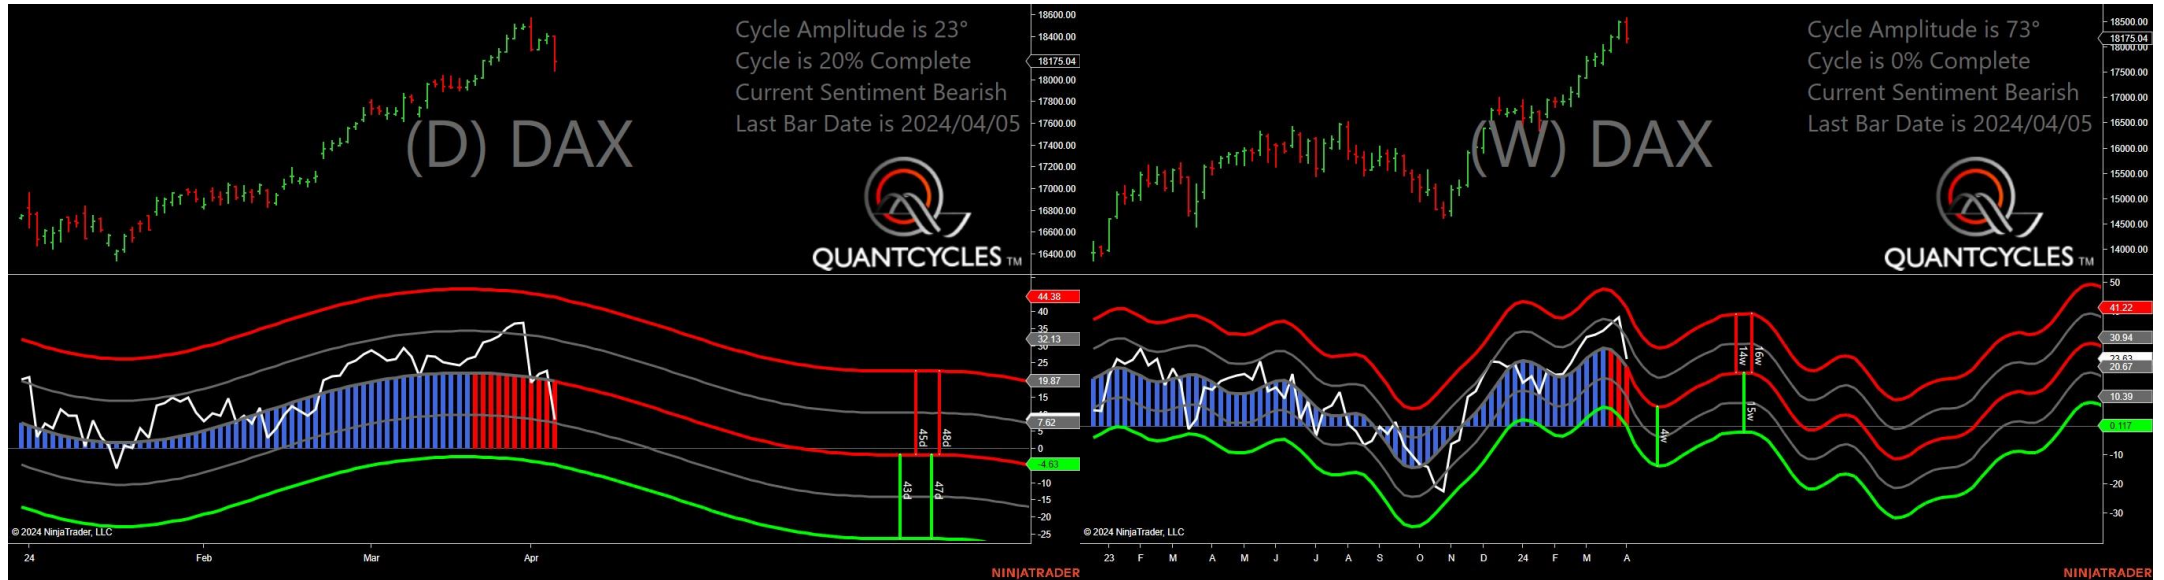 Cycle Amplitude is 23°
Cycle is 20% Complete
Current Sentiment Bearish
Last Bar Date is 2024/04/05
(D) DAX
QUANTCYCLES TM
18600.00
18400.00
18175.04
18000.00
17800.00
17600.00
17400.00
17200.00
17000.00
16800.00
16600.00
16400.00
44.38
40
35
32.13
30
25
19.87
15
7.62
5
0
-4.63
-10
-15
-20
-25
45d
48d
43d
47d
© 2024 NinjaTrader, LLC
24 Feb Mar Apr
NINJATRADER
Cycle Amplitude is 73°
Cycle is 0% Complete
Current Sentiment Bearish
Last Bar Date is 2024/04/05
(W) DAX
QUANTCYCLES TM
18500.00
18175.04
18000.00
17500.00
17000.00
16500.00
16000.00
15500.00
15000.00
14500.00
14000.00
50
41.22
30.94
23.63
20.67
10.39
0.117
-10
-20
-30
14w
16w
15w
4w
© 2024 NinjaTrader, LLC
23 F M A M J J A S O N D 24 F M A
NINJATRADER